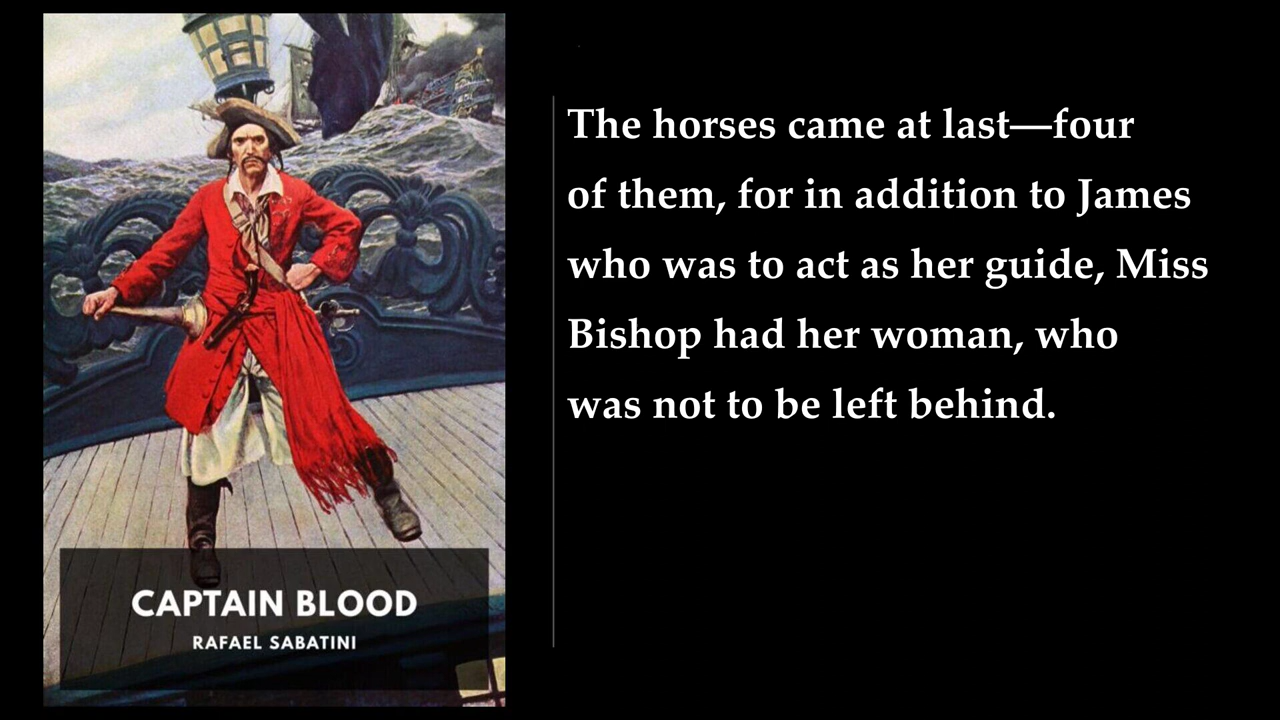 CAPTAIN BLOOD
RAFAEL SABATINI
The horses came at last—four
of them, for in addition to James
who was to act as her guide, Miss
Bishop had her woman, who
was not to be left behind.